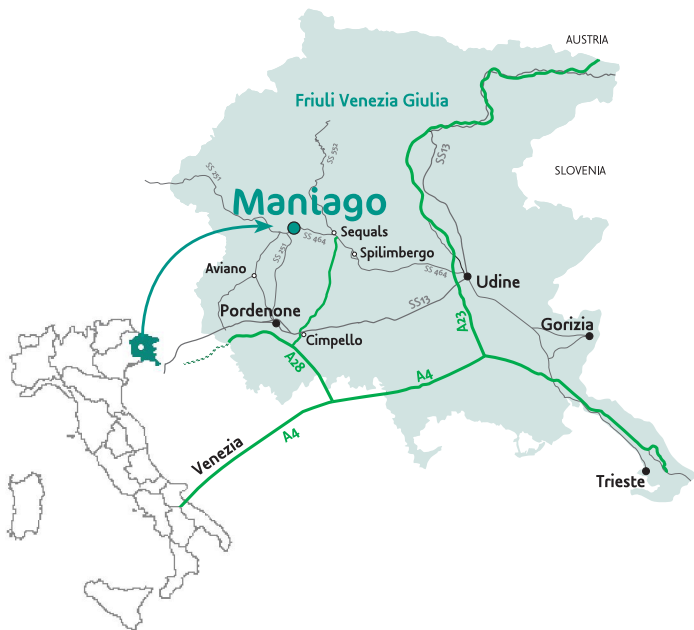 AUSTRIA
Friuli Venezia Giulia
SS13
SS 552
SLOVENIA
SS 251
Maniago
Sequals
SS 464
Spilimbergo
SS 251
Aviano
SS 464
Udine
Pordenone
SS13
A23
Gorizia
Cimpello
A28
A4
Venezia
A4
Trieste